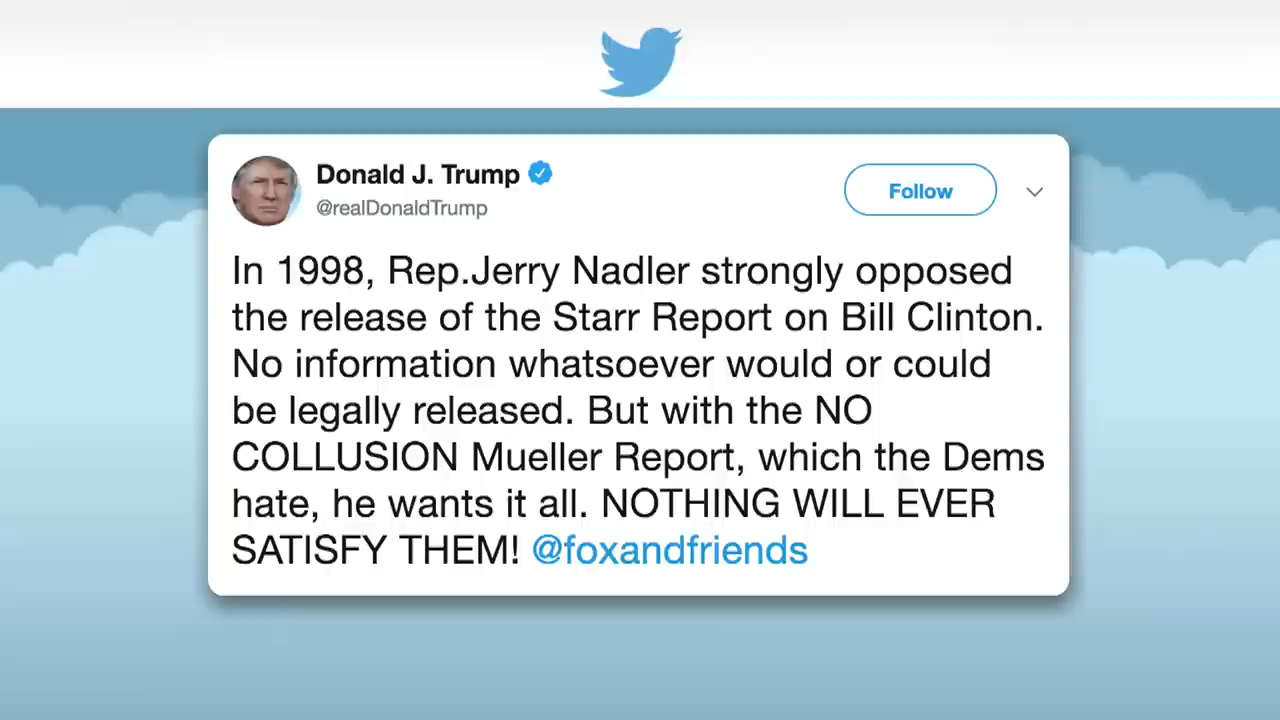 Donald J. Trump
@realDonaldTrump
Follow
In 1998, Rep.Jerry Nadler strongly opposed
the release of the Starr Report on Bill Clinton.
No information whatsoever would or could
be legally released. But with the NO
COLLUSION Mueller Report, which the Dems
hate, he wants it all. NOTHING WILL EVER
SATISFY THEM! @foxandfriends